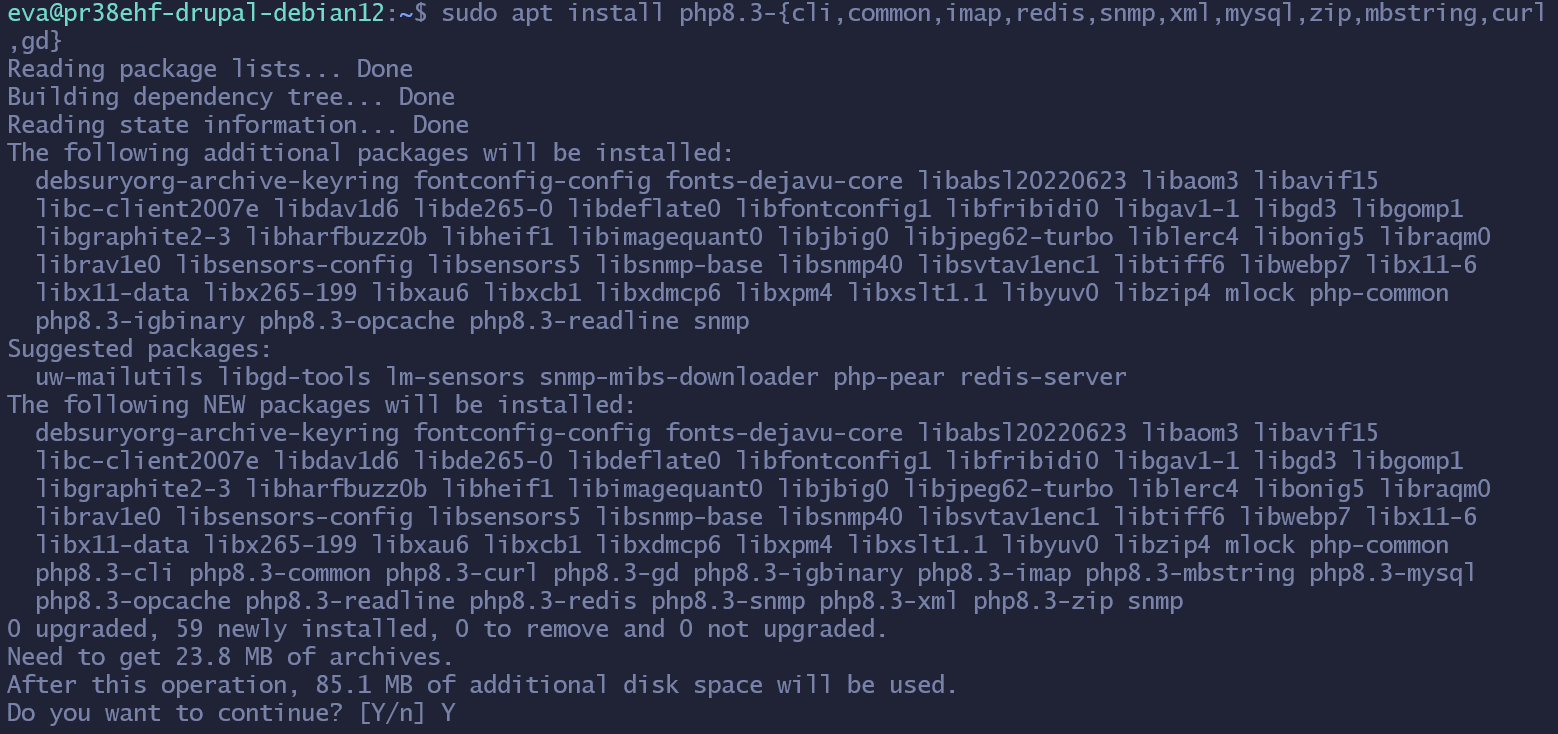 eva@pr38ehf-drupal-debian12:~$ sudo apt install php8.3-{cli,common,imap,redis,snmp,xml,mysql,zip,mbstring,curl
,gd}
Reading package lists... Done
Building dependency tree... Done
Reading state information... Done
The following additional packages will be installed:
  debsuryorg-archive-keyring fontconfig-config fonts-dejavu-core libabsl20220623 libaom3 libavif15
  libc-client2007e libdav1d6 libde265-0 libdeflate0 libfontconfig1 libfribidi0 libgav1-1 libgd3 libgomp1
  libgraphite2-3 libharfbuzz0b libheif1 libimagequant0 libjbig0 libjpeg62-turbo liblerc4 libonig5 libraqm0
  librav1e0 libsensors-config libsensors5 libsnmp-base libsnmp40 libsvtav1enc1 libtiff6 libwebp7 libx11-6
  libx11-data libx265-199 libxau6 libxcb1 libxdmcp6 libxpm4 libxslt1.1 libyuv0 libzip4 mlock php-common
  php8.3-igbinary php8.3-opcache php8.3-readline snmp
Suggested packages:
  uw-mailutils libgd-tools lm-sensors snmp-mibs-downloader php-pear redis-server
The following NEW packages will be installed:
  debsuryorg-archive-keyring fontconfig-config fonts-dejavu-core libabsl20220623 libaom3 libavif15
  libc-client2007e libdav1d6 libde265-0 libdeflate0 libfontconfig1 libfribidi0 libgav1-1 libgd3 libgomp1
  libgraphite2-3 libharfbuzz0b libheif1 libimagequant0 libjbig0 libjpeg62-turbo liblerc4 libonig5 libraqm0
  librav1e0 libsensors-config libsensors5 libsnmp-base libsnmp40 libsvtav1enc1 libtiff6 libwebp7 libx11-6
  libx11-data libx265-199 libxau6 libxcb1 libxdmcp6 libxpm4 libxslt1.1 libyuv0 libzip4 mlock php-common
  php8.3-cli php8.3-common php8.3-curl php8.3-gd php8.3-igbinary php8.3-imap php8.3-mbstring php8.3-mysql
  php8.3-opcache php8.3-readline php8.3-redis php8.3-snmp php8.3-xml php8.3-zip snmp
0 upgraded, 59 newly installed, 0 to remove and 0 not upgraded.
Need to get 23.8 MB of archives.
After this operation, 85.1 MB of additional disk space will be used.
Do you want to continue? [Y/n] Y